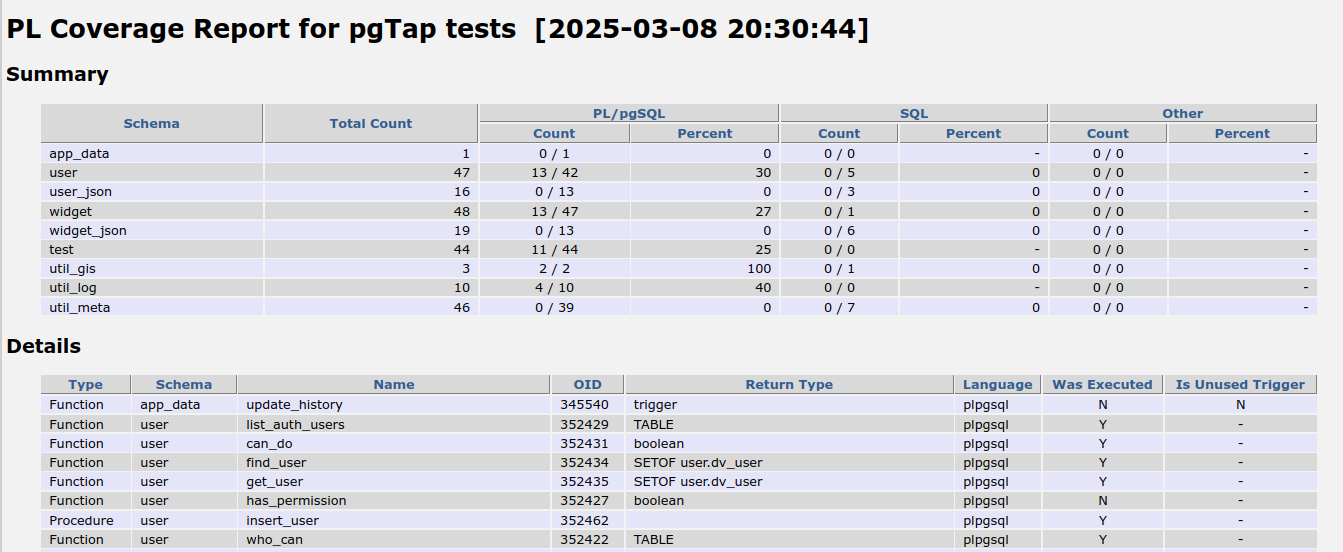 PL Coverage Report for pgTap tests [2025-03-08 20:30:44]
Summary
Schema Total Count PL/pgSQL SQL Other
Count Percent Count Percent Count Percent
app_data 1 0 / 1 0 0 / 0 - 0 / 0 -
user 47 13 / 42 30 0 / 5 0 0 / 0 -
user_json 16 0 / 13 0 0 / 3 0 0 / 0 -
widget 48 13 / 47 27 0 / 1 0 0 / 0 -
widget_json 19 0 / 13 0 0 / 6 0 0 / 0 -
test 44 11 / 44 25 0 / 0 - 0 / 0 -
util_gis 3 2 / 2 100 0 / 1 0 0 / 0 -
util_log 10 4 / 10 40 0 / 0 - 0 / 0 -
util_meta 46 0 / 39 0 0 / 7 0 0 / 0 -
Details
Type Schema Name OID Return Type Language Was Executed Is Unused Trigger
Function app_data update_history 345540 trigger plpgsql N N
Function user list_auth_users 352429 TABLE plpgsql Y -
Function user can_do 352431 boolean plpgsql Y -
Function user find_user 352434 SETOF user.dv_user plpgsql Y -
Function user get_user 352435 SETOF user.dv_user plpgsql Y -
Function user has_permission 352427 boolean plpgsql N -
Procedure user insert_user 352462 plpgsql Y -
Function user who_can 352422 TABLE plpgsql Y -